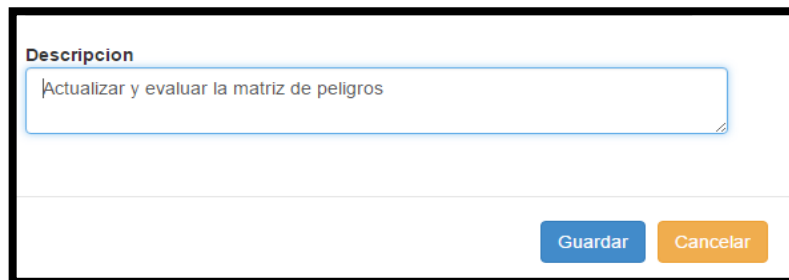 Descripcion
Actualizar y evaluar la matriz de peligros
Guardar Cancelar